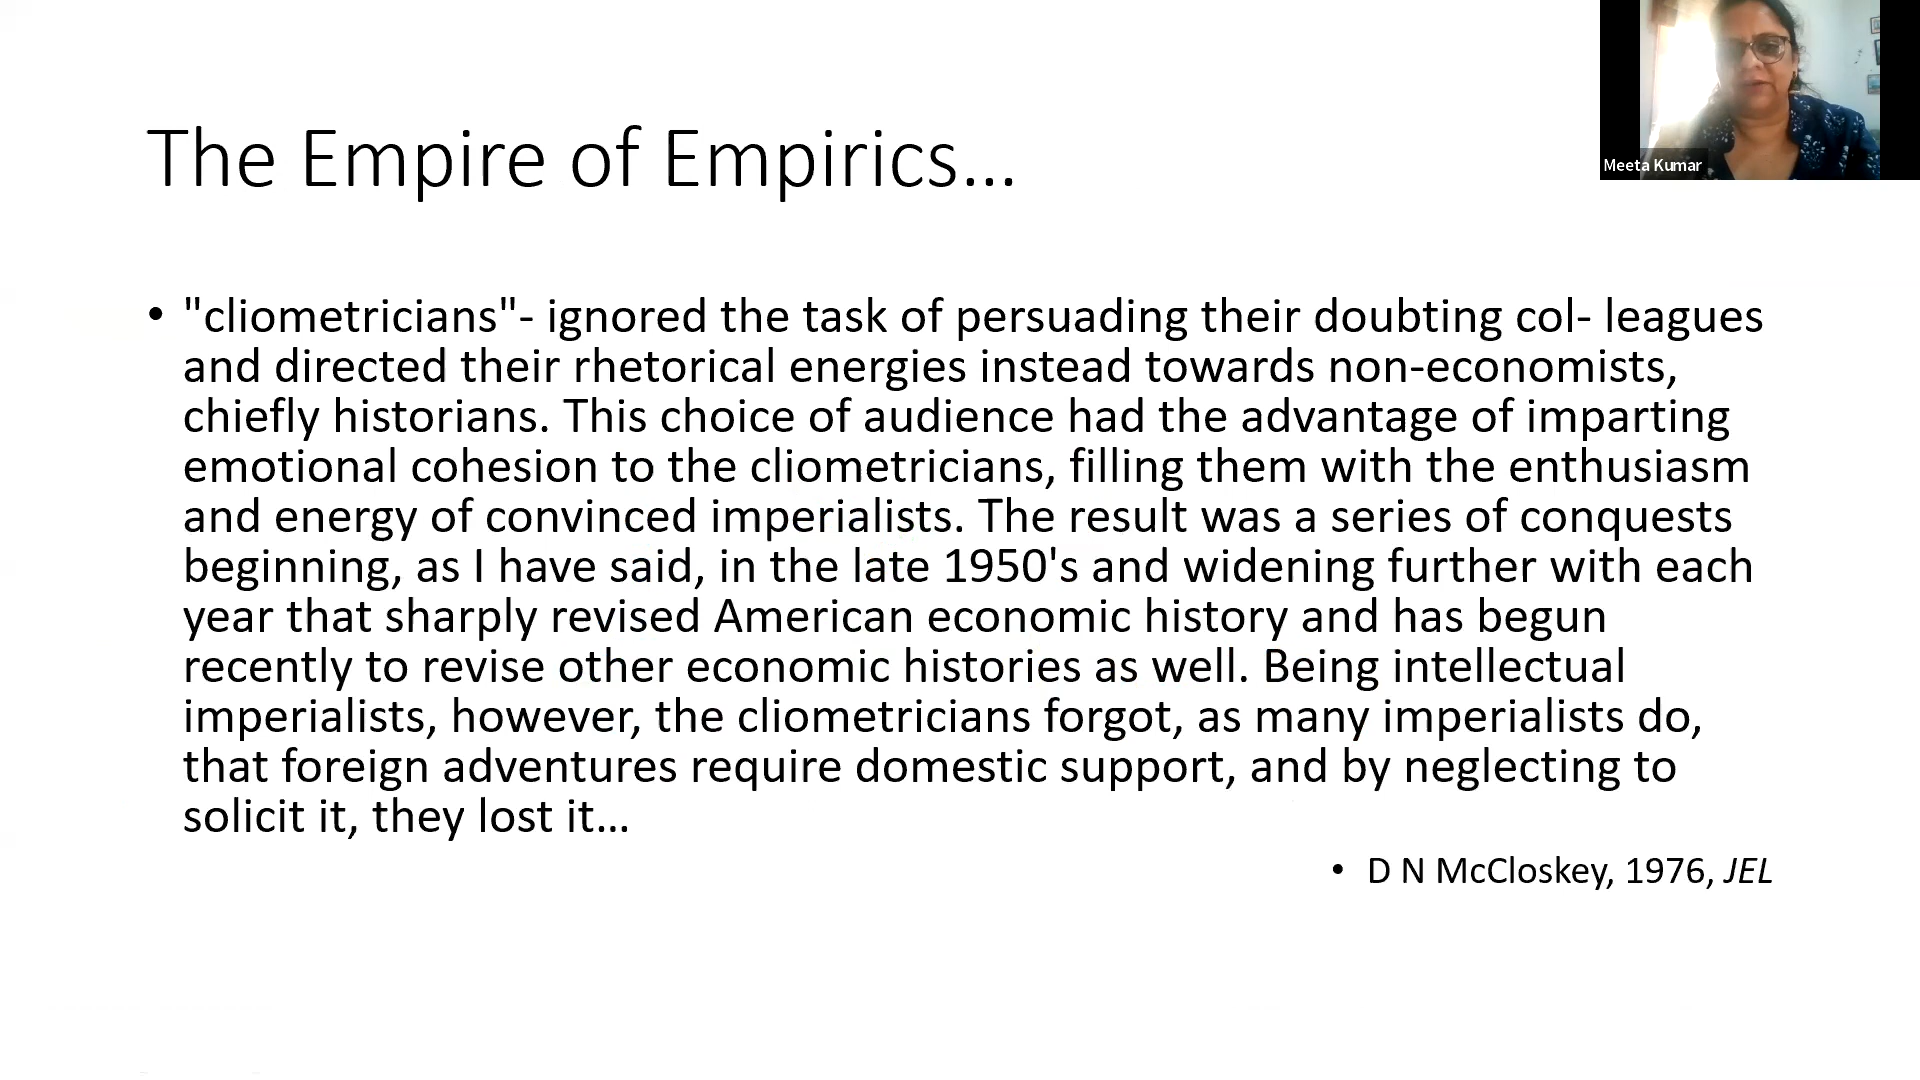 The Empire of Empirics...
Meeta Kumar
• "cliometricians"- ignored the task of persuading their doubting col- leagues
and directed their rhetorical energies instead towards non-economists,
chiefly historians. This choice of audience had the advantage of imparting
emotional cohesion to the cliometricians, filling them with the enthusiasm
and energy of convinced imperialists. The result was a series of conquests
beginning, as I have said, in the late 1950's and widening further with each
year that sharply revised American economic history and has begun
recently to revise other economic histories as well. Being intellectual
imperialists, however, the cliometricians forgot, as many imperialists do,
that foreign adventures require domestic support, and by neglecting to
solicit it, they lost it...
• D N McCloskey, 1976, JEL